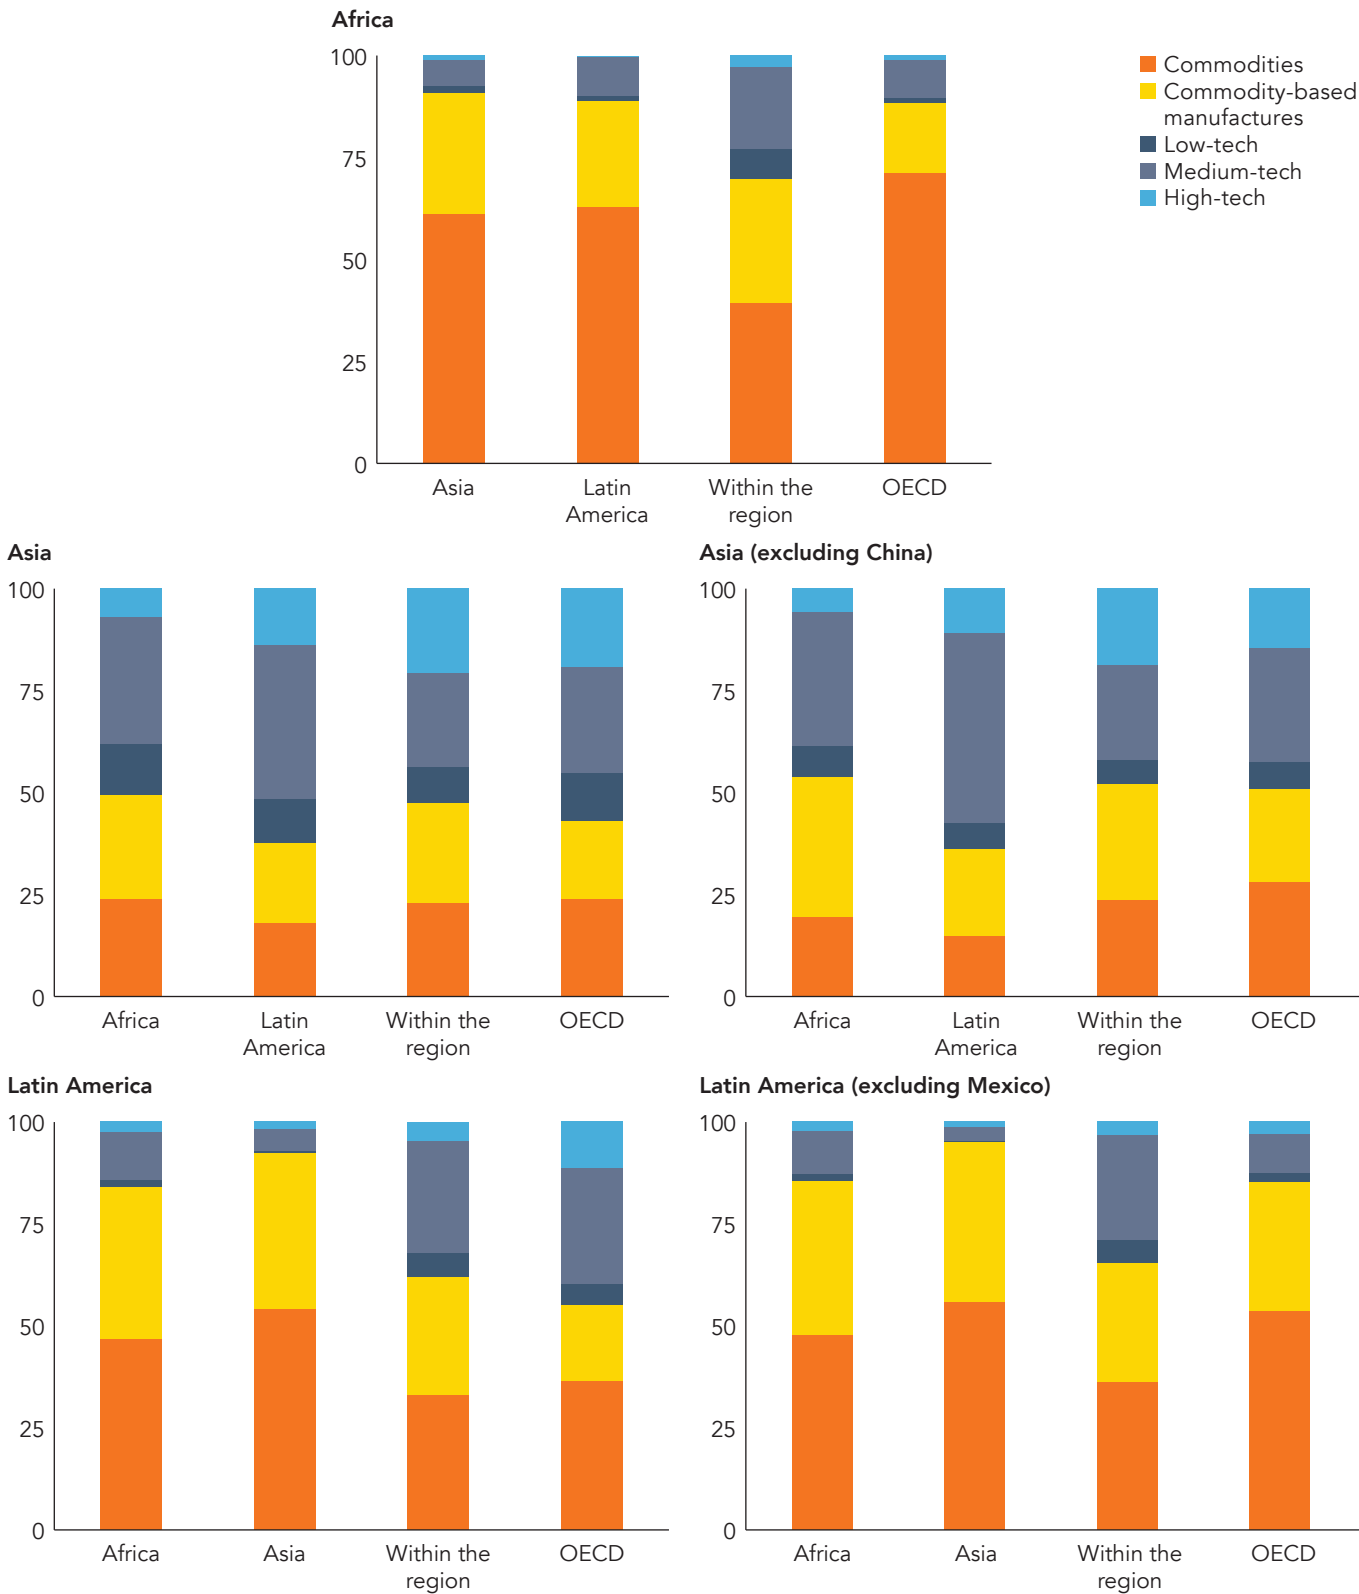 Africa
100
75
50
25
0
Asia
Latin
America
Within the
region
OECD
Commodities
Commodity-based
manufactures
Low-tech
Medium-tech
High-tech
Asia
100
75
50
25
0
Africa
Latin
America
Within the
region
OECD
Asia (excluding China)
100
75
50
25
0
Africa
Latin
America
Within the
region
OECD
Latin America
100
75
50
25
0
Africa
Asia
Within the
region
OECD
Latin America (excluding Mexico)
100
75
50
25
0
Africa
Asia
Within the
region
OECD